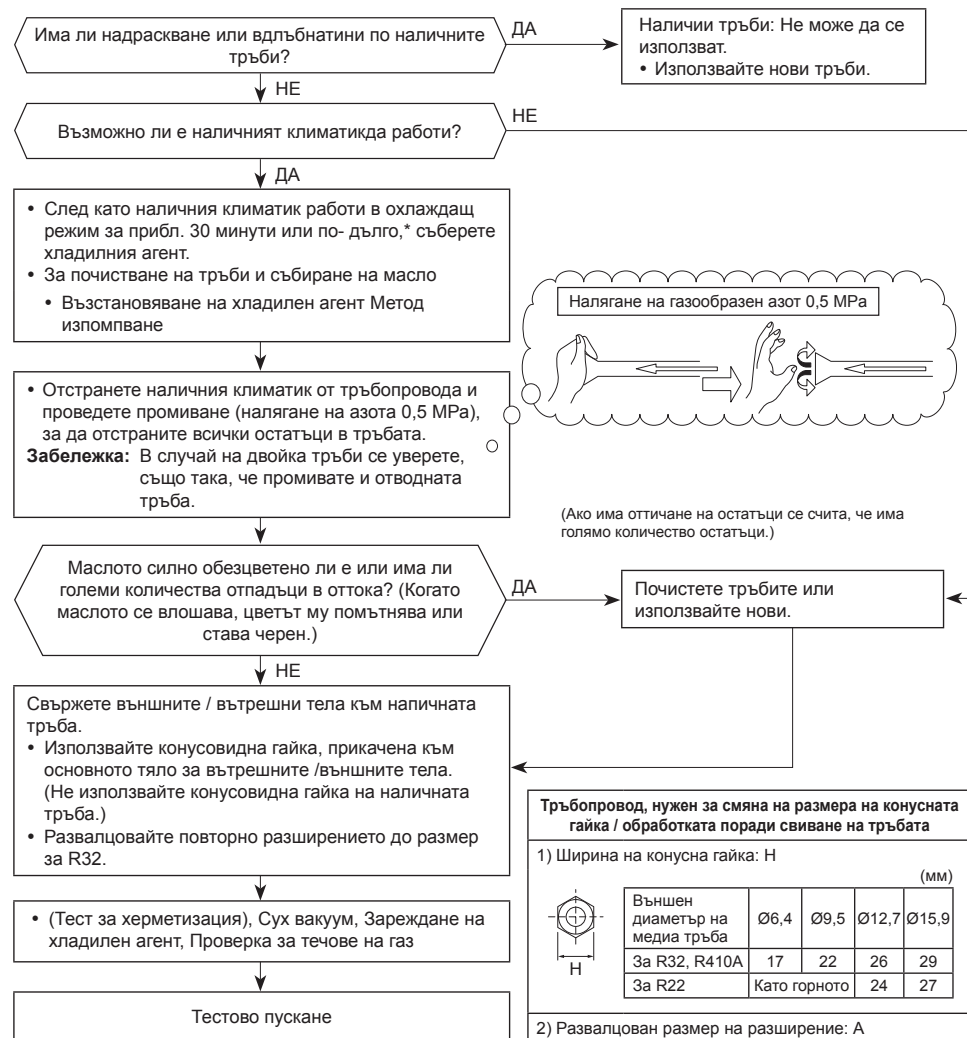 Има ли надраскване или вдлъбнатини по наличните
тръби?
ДА
Наличии тръби: Не може да се
използват.
• Използвайте нови тръби.
НЕ
Възможно ли е наличният климатикда работи?
НЕ
ДА
• След като наличния климатик работи в охлаждащ
режим за прибл. 30 минути или по- дълго,* съберете
хладилния агент.
• За почистване на тръби и събиране на масло
• Възстановяване на хладилен агент Метод
изпомпване
Налягане на газообразен азот 0,5 MPa
• Отстранете наличния климатик от тръбопровода и
проведете промиване (налягане на азота 0,5 MPa),
за да отстраните всички остатъци в тръбата.
Забележка: В случай на двойка тръби се уверете,
също така, че промивате и отводната
тръба.
(Ако има оттичане на остатъци се счита, че има
голямо количество остатъци.)
Маслото силно обезцветено ли е или има ли
големи количества отпадъци в оттока? (Когато
маслото се влошава, цветът му помътнява или
става черен.)
ДА
Почистете тръбите или
използвайте нови.
НЕ
Свържете външните / вътрешни тела към напичната
тръба.
• Използвайте конусовидна гайка, прикачена към
основното тяло за вътрешните /външните тела.
(Не използвайте конусовидна гайка на наличната
тръба.)
• Развалцовайте повторно разширението до размер
за R32.
• (Тест за херметизация), Сух вакуум, Зареждане на
хладилен агент, Проверка за течове на газ
Тестово пускане
Тръбопровод, нужен за смяна на размера на конусната
гайка / обработката поради свиване на тръбата
1) Ширина на конусна гайка: H
(мм)
H
Външен
диаметър на
медиа тръба
Ø6,4 Ø9,5 Ø12,7 Ø15,9
За R32, R410A 17 22 26 29
За R22 Като горното 24 27
2) Развалцован размер на разширение: A